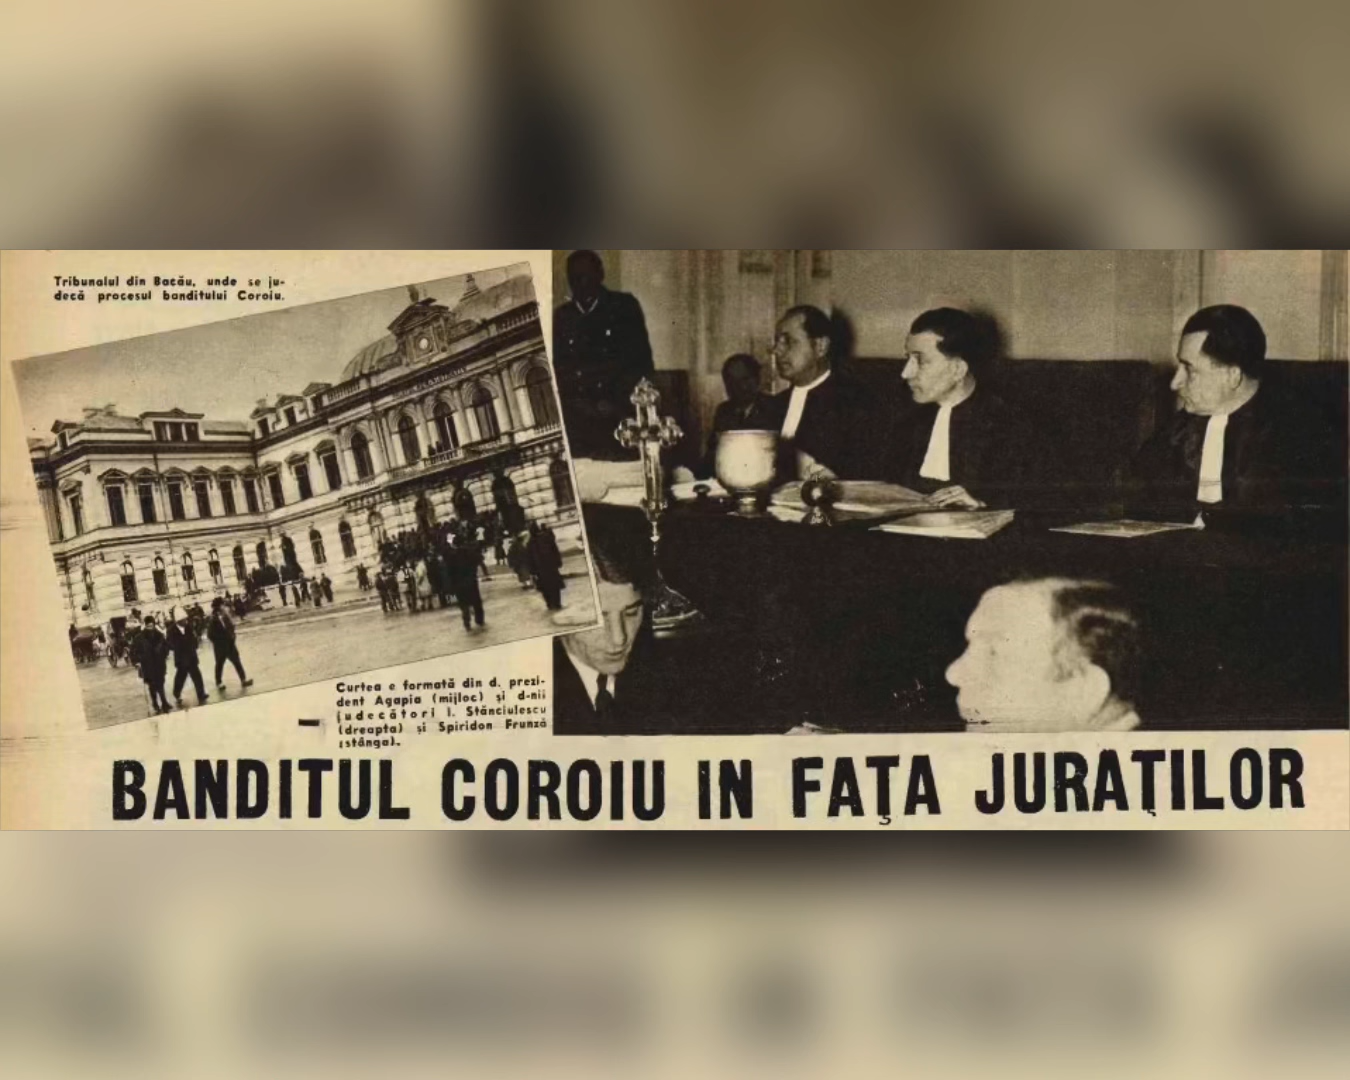 Tribunalul din Bacău, unde se ju-
decă procesul banditului Coroiu.
Curtea e formată din d. prezi-
dent Agapia (mijloc) și d-nii
judecători I. Stănciulescu
(dreapta) și Spiridon Frunză
(stânga).
BANDITUL COROIU IN FAȚA JURAȚILOR